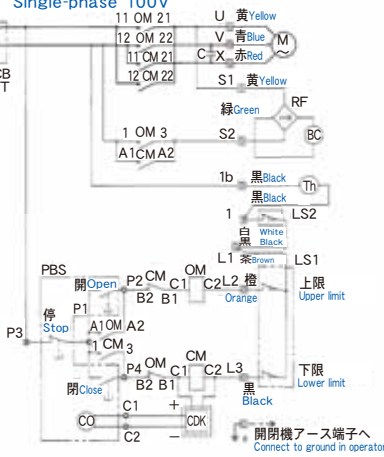 Single-phase 100V
11 OM 21 U 黄Yellow
12 OM 22 V 青Blue M
CB 11 CM 21 C X 赤Red ~
T 12 CM 22
S1 黄Yellow
緑Green RF
1 OM 3 S2 BC
A1CM A2
1b 黒Black Th
黒Black
1 LS2
白 White
黒 Black
L1 茶Brown LS1
PBS
開Open P2 CM C1 OM C2 L2 橙 上限
B2 B1 Orange Upper limit
停 P1
Stop A1OM A2
P3 1 CM 3
閉Close P4 OM C1 CM C2 L3 下限
B2 B1 黒 Lower limit
Black
CO C1 + CDK
C2 −
開閉機アース端子へ
Connect to ground in operator